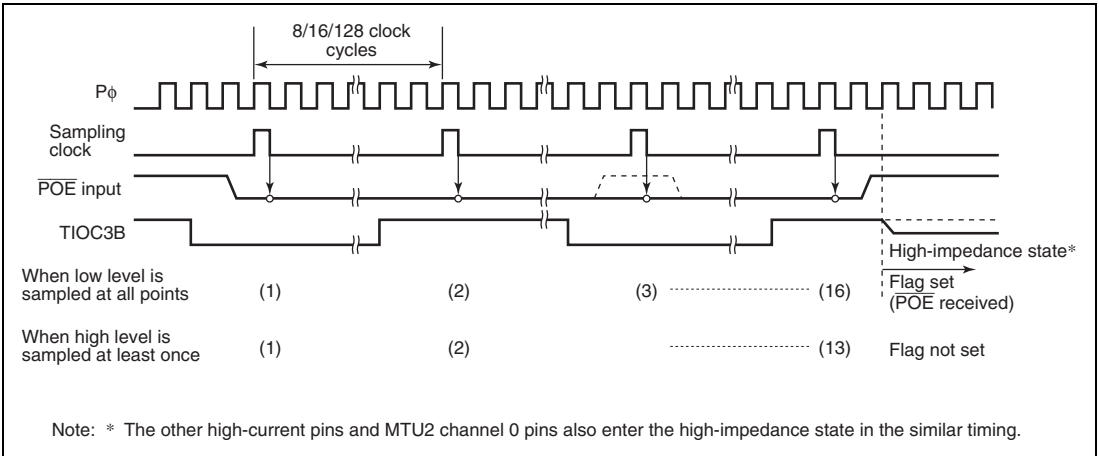 8/16/128 clock
cycles
Pϕ
Sampling
clock
POE input
TIOC3B
High-impedance state*
When low level is
sampled at all points
(1) (2) (3) (16)
Flag set
(POE received)
When high level is
sampled at least once
(1) (2) (13) Flag not set
Note: * The other high-current pins and MTU2 channel 0 pins also enter the high-impedance state in the similar timing.